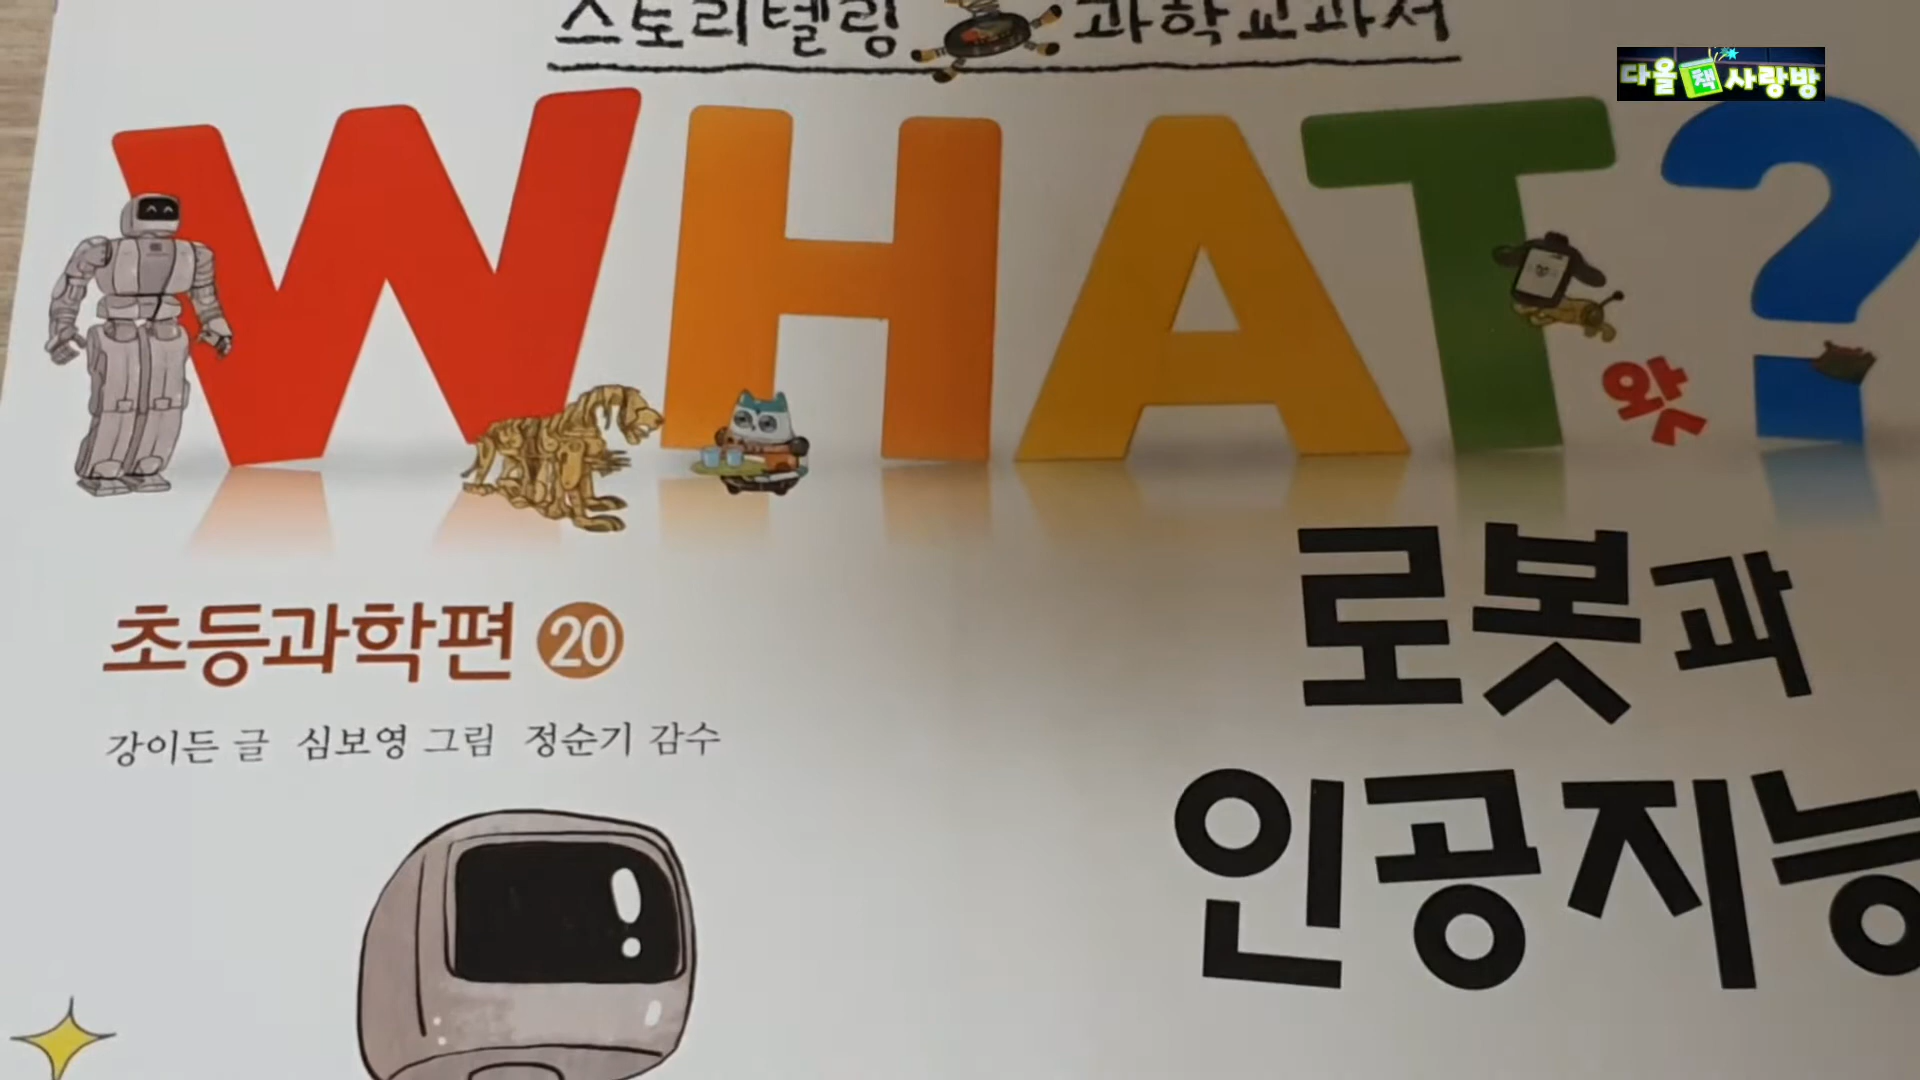 스토리텔링 과학교과서
다올 책 사랑방
WHAT?
왓
로봇과
인공지능
초등과학편 20
강이든 글 심보영 그림 정순기 감수